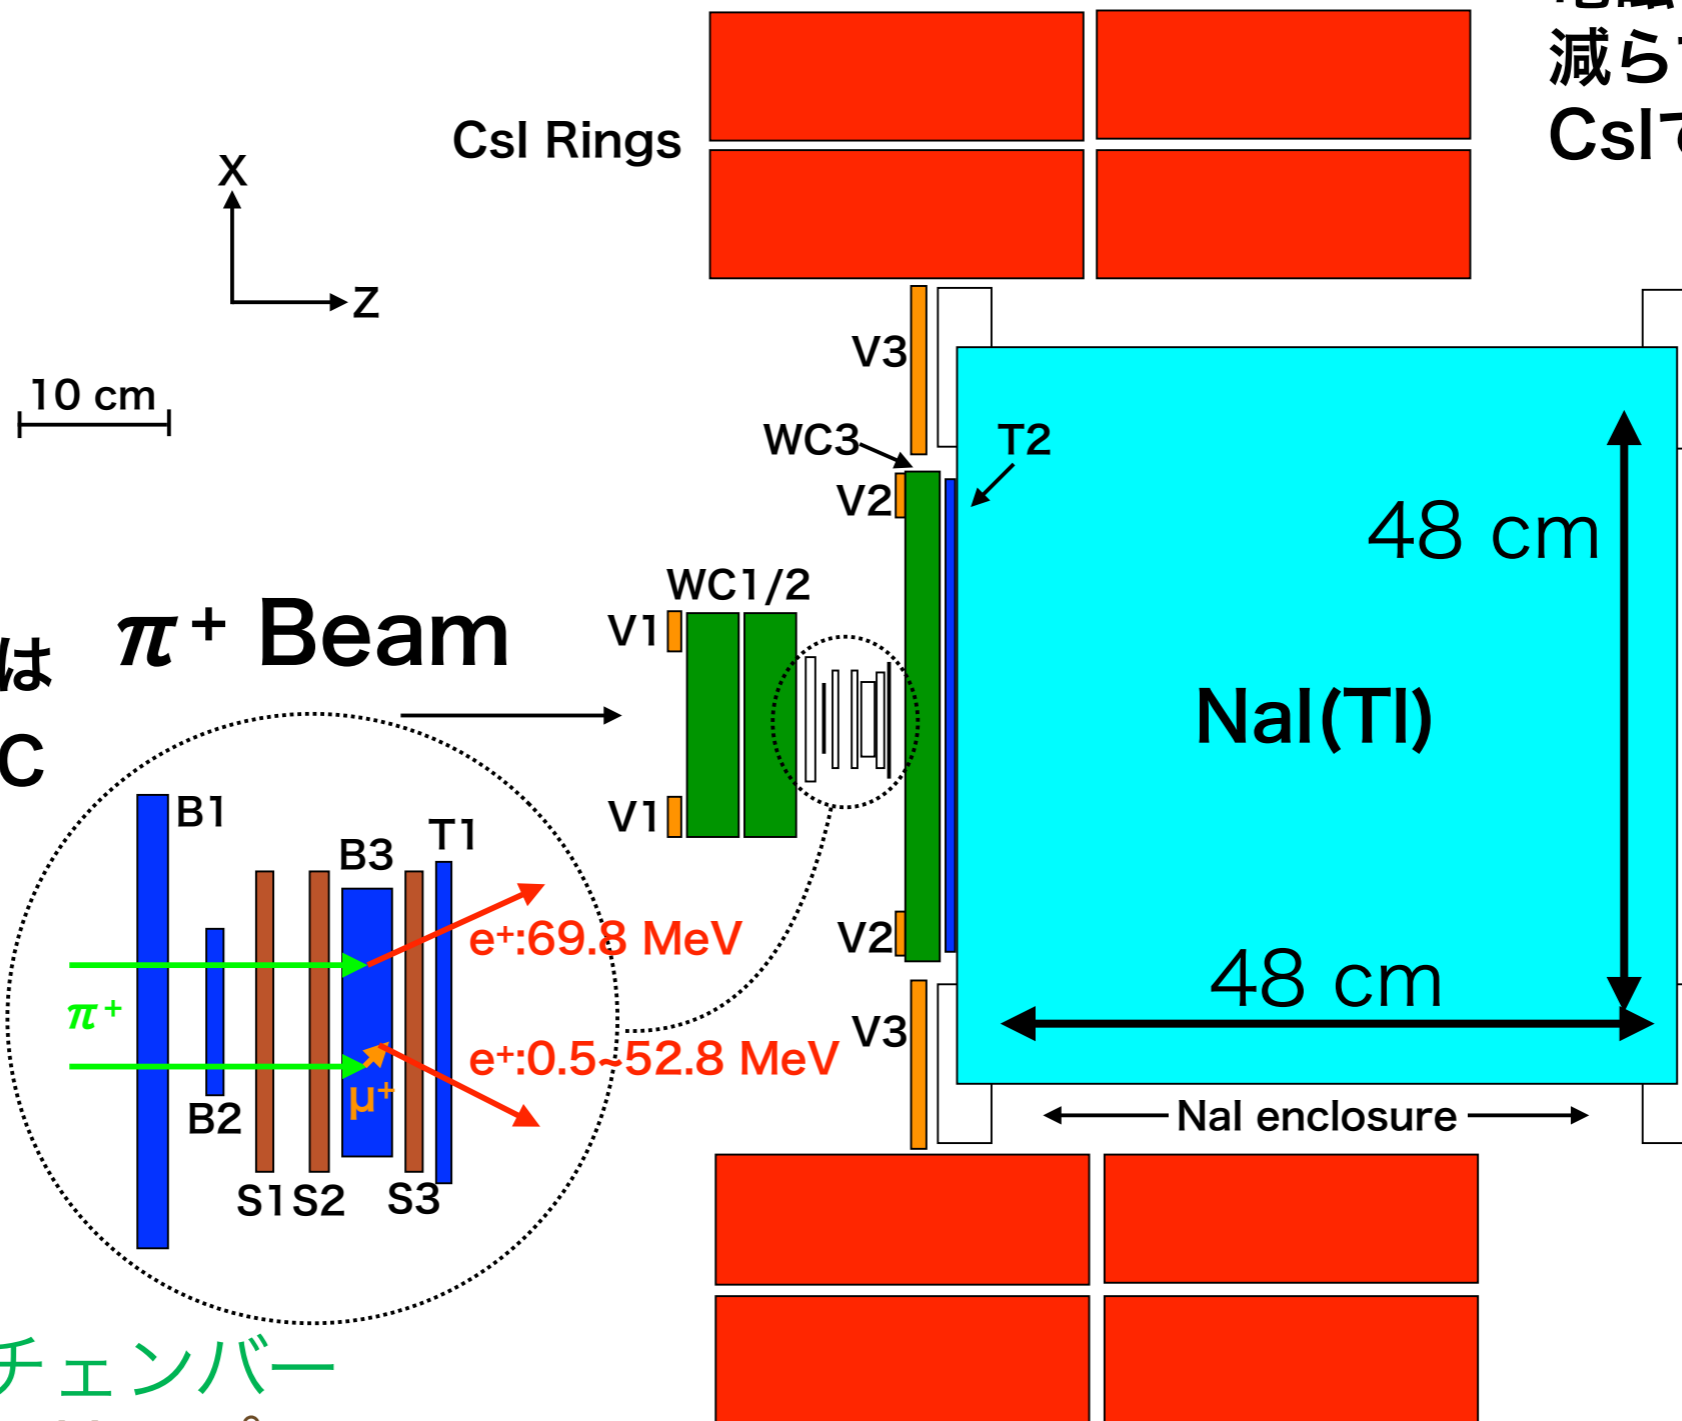 減ら
CsI
CsI Rings
X
Z
10 cm
V3
WC3
T2
V2
48 cm
π⁺ Beam
は
C
WC1/2
V1
NaI(Tl)
V1
B1
T1
B3
V2
e⁺:69.8 MeV
48 cm
π⁺
V3
e⁺:0.5~52.8 MeV
μ⁺
B2
NaI enclosure
S1 S2 S3
チェンバー